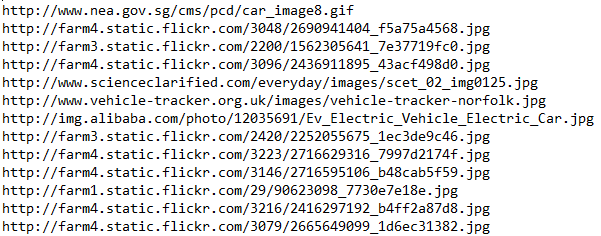 http://www.nea.gov.sg/cms/pcd/car_image8.gif
http://farm4.static.flickr.com/3048/2690941404_f5a75a4568.jpg
http://farm3.static.flickr.com/2200/1562305641_7e37719fc0.jpg
http://farm4.static.flickr.com/3096/2436911895_43acf498d0.jpg
http://www.scienceclarified.com/everyday/images/scet_02_img0125.jpg
http://www.vehicle-tracker.org.uk/images/vehicle-tracker-norfolk.jpg
http://img.alibaba.com/photo/12035691/Ev_Electric_Vehicle_Electric_Car.jpg
http://farm3.static.flickr.com/2420/2252055675_1ec3de9c46.jpg
http://farm4.static.flickr.com/3223/2716629316_7997d2174f.jpg
http://farm4.static.flickr.com/3146/2716595106_b48cab5f59.jpg
http://farm1.static.flickr.com/29/90623098_7730e7e18e.jpg
http://farm4.static.flickr.com/3216/2416297192_b4ff2a87d8.jpg
http://farm4.static.flickr.com/3079/2665649099_1d6ec31382.jpg